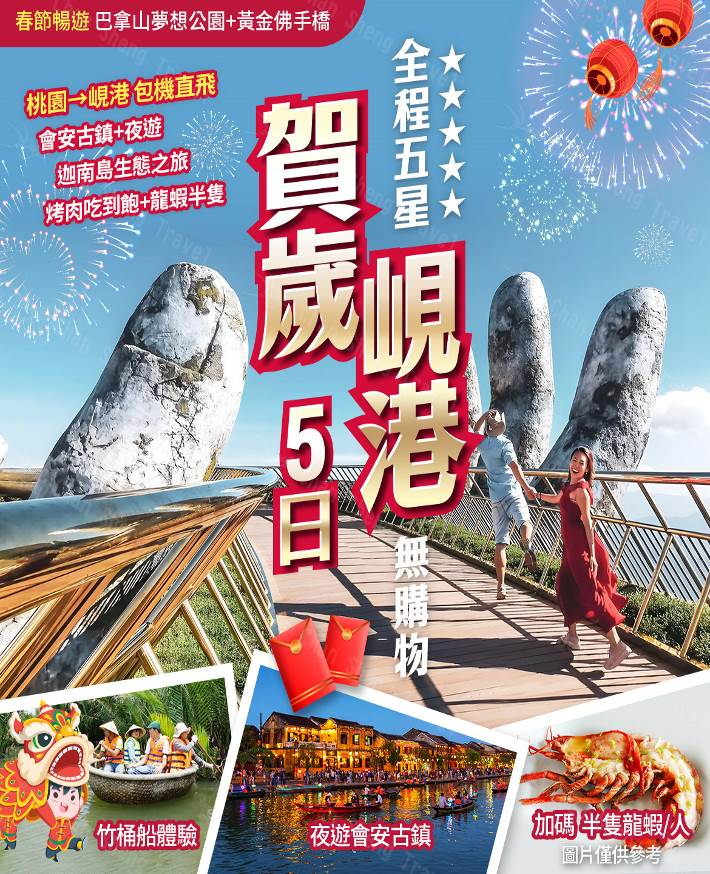 春節暢遊 巴拿山夢想公園+黃金佛手橋
桃園→峴港 包機直飛
會安古鎮+夜遊
迦南島生態之旅
烤肉吃到飽+龍蝦半隻
★★★★★
全程五星
賀歲
峴港
5日
無購物
竹桶船體驗
夜遊會安古鎮
加碼 半隻龍蝦/人
圖片僅供參考